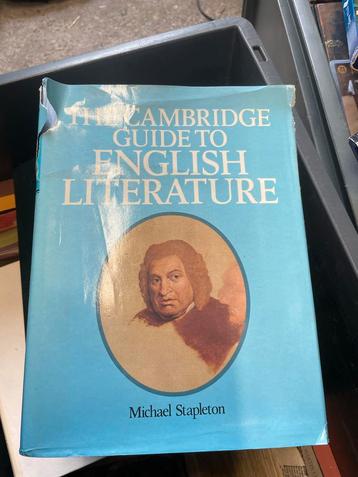 THE CAMBRIDGE
GUIDE TO
ENGLISH
LITERATURE
Michael Stapleton